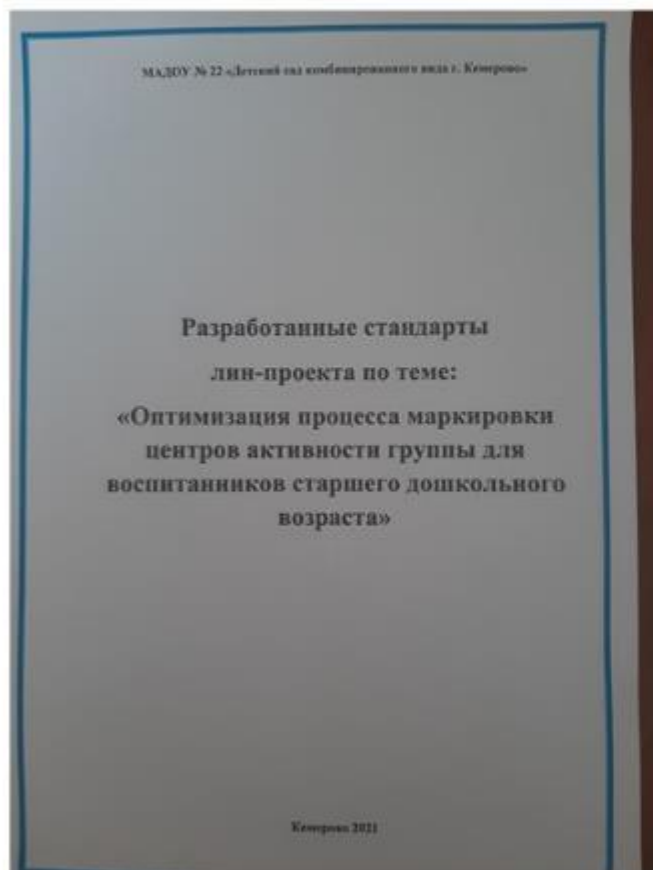 МАДОУ № 22 «Детский сад комбинированного вида г. Кемерово»
Разработанные стандарты
лин-проекта по теме:
«Оптимизация процесса маркировки
центров активности группы для
воспитанников старшего дошкольного
возраста»
Кемерово 2021